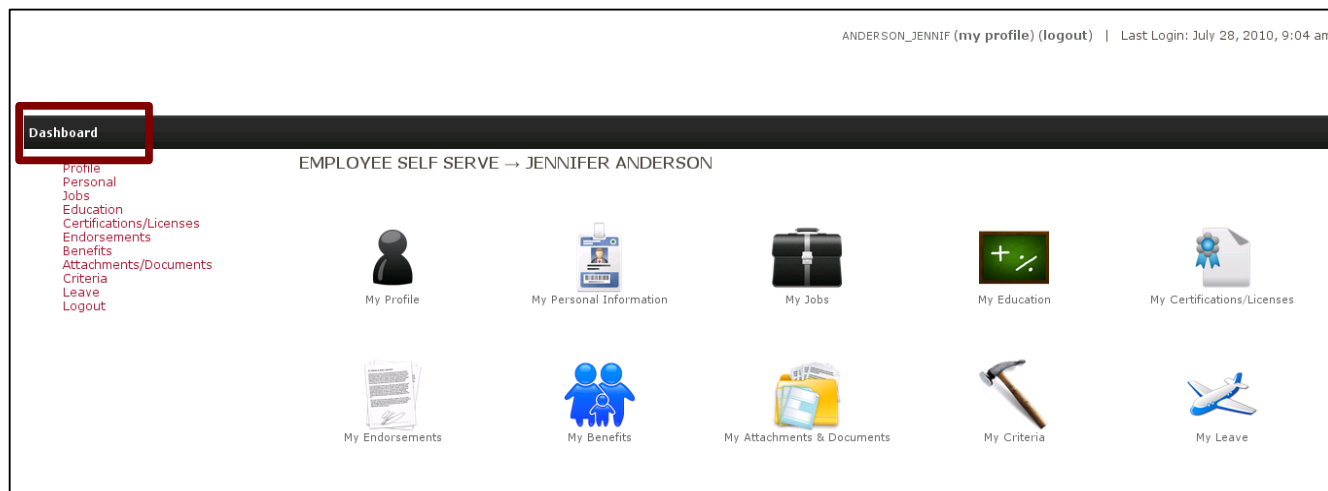 ANDERSON_JENNIF (my profile) (logout) | Last Login: July 28, 2010, 9:04 am
Dashboard
Profile
Personal
Jobs
Education
Certifications/Licenses
Endorsements
Benefits
Attachments/Documents
Criteria
Leave
Logout
EMPLOYEE SELF SERVE → JENNIFER ANDERSON
My Profile My Personal Information My Jobs My Education My Certifications/Licenses
My Endorsements My Benefits My Attachments & Documents My Criteria My Leave